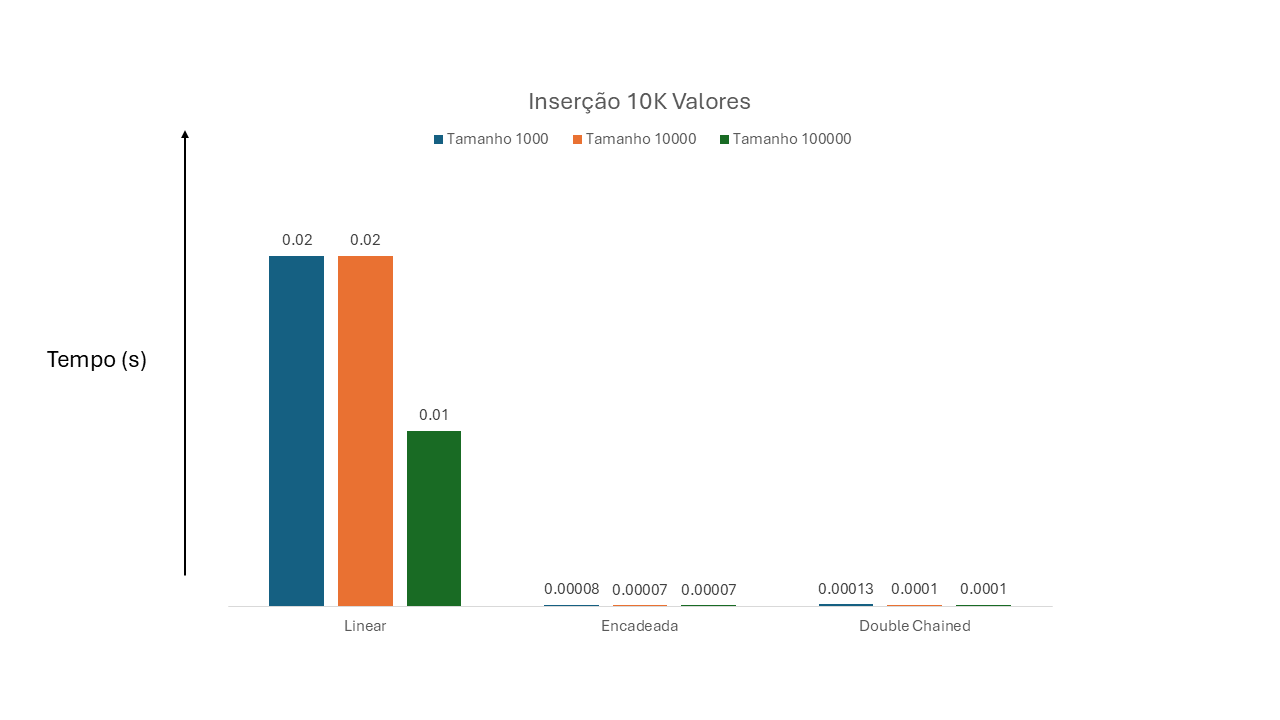 Inserção 10K Valores
Tamanho 1000 Tamanho 10000 Tamanho 100000
0.02 0.02
Tempo (s)
0.01
0.00008 0.00007 0.00007 0.00013 0.0001 0.0001
Linear Encadeada Double Chained